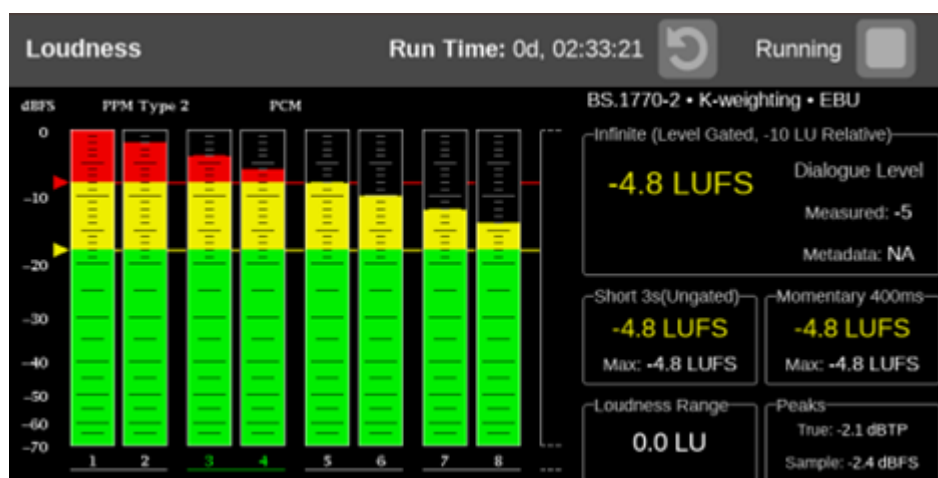 Loudness
Run Time: 0d, 02:33:21
Running
dBFS
PPM Type 2
PCM
0
-10
-20
-30
-40
-50
-60
-70
1 2 3 4 5 6 7 8
BS.1770-2 • K-weighting • EBU
Infinite (Level Gated, -10 LU Relative)
-4.8 LUFS
Dialogue Level
Measured: -5
Metadata: NA
Short 3s(Ungated)
-4.8 LUFS
Max: -4.8 LUFS
Momentary 400ms
-4.8 LUFS
Max: -4.8 LUFS
Loudness Range
0.0 LU
Peaks
True: -2.1 dBTP
Sample: -2.4 dBFS